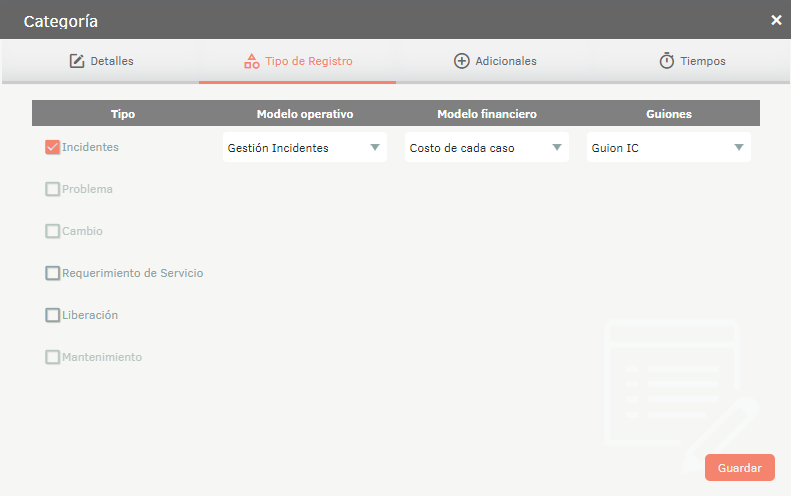 Categoría
Detalles
Tipo de Registro
Adicionales
Tiempos
Tipo Modelo operativo Modelo financiero Guiones
Incidentes Gestión Incidentes Costo de cada caso Guion IC
Problema
Cambio
Requerimiento de Servicio
Liberación
Mantenimiento
Guardar